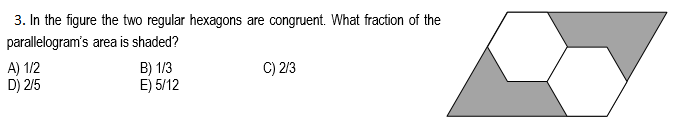 3. In the figure the two regular hexagons are congruent. What fraction of the
parallelogram's area is shaded?
A) 1/2 B) 1/3 C) 2/3
D) 2/5 E) 5/12